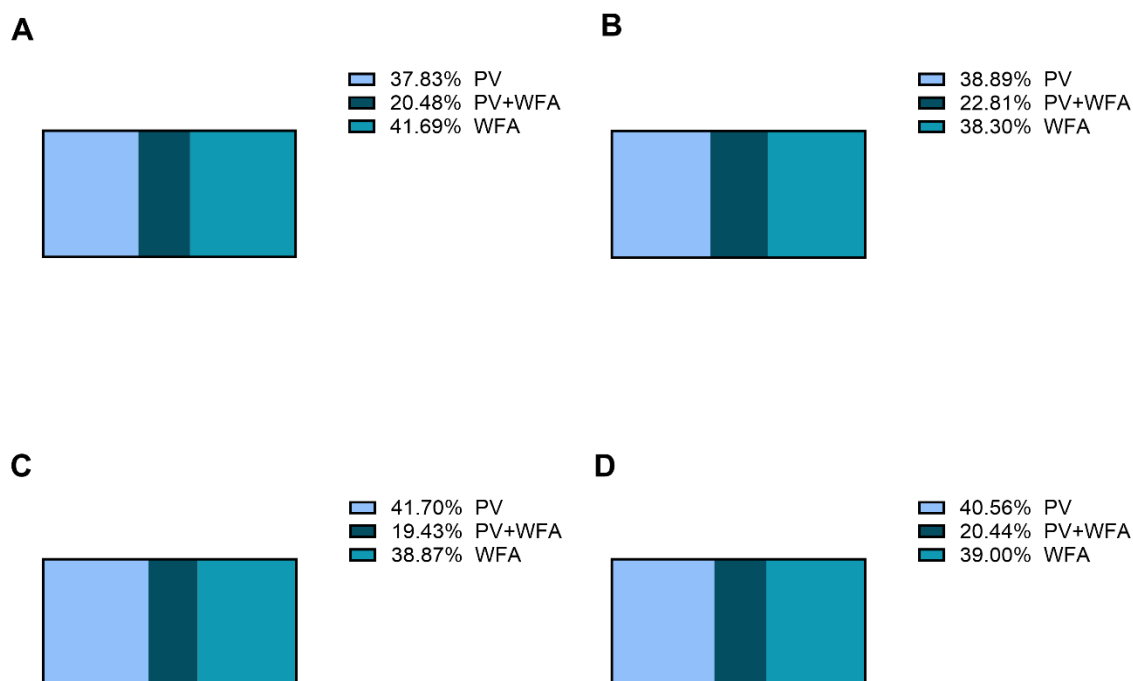 A
37.83% PV
20.48% PV+WFA
41.69% WFA
B
38.89% PV
22.81% PV+WFA
38.30% WFA
C
41.70% PV
19.43% PV+WFA
38.87% WFA
D
40.56% PV
20.44% PV+WFA
39.00% WFA